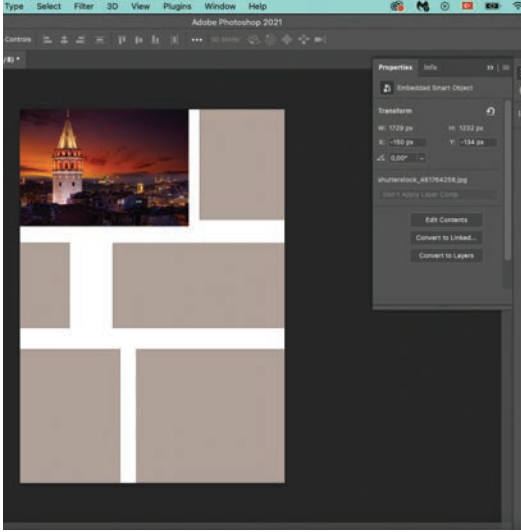 Type Select Filter 3D View Plugins Window Help
Adobe Photoshop 2021
Controls
3D Mode:
/8) *
Properties Info
Embedded Smart Object
Transform
W: 1729 px H: 1232 px
X: -150 px Y: -134 px
0,00°
shutterstock_481764259.jpg
Don't Apply Layer Comp
Edit Contents
Convert to Linked...
Convert to Layers